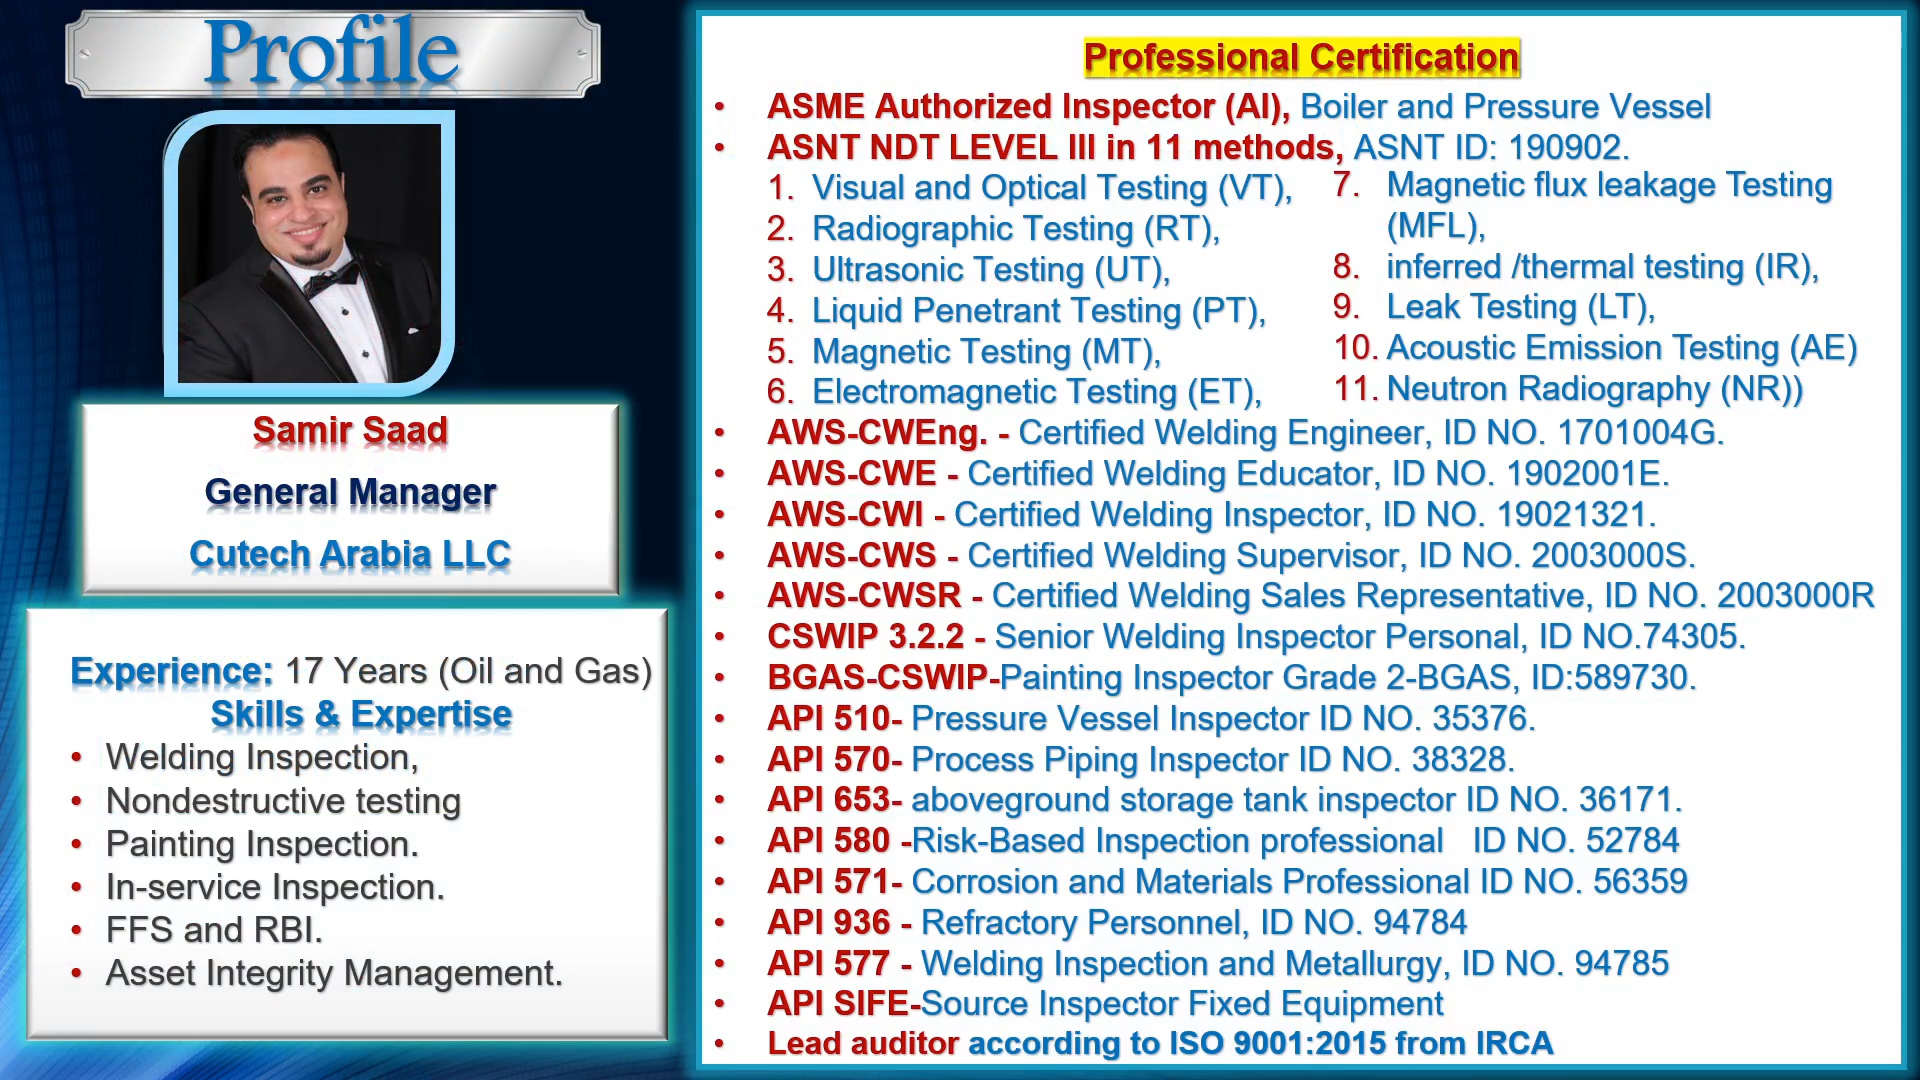 Profile
Samir Saad
General Manager
Cutech Arabia LLC
Experience: 17 Years (Oil and Gas)
Skills & Expertise
• Welding Inspection,
• Nondestructive testing
• Painting Inspection.
• In-service Inspection.
• FFS and RBI.
• Asset Integrity Management.
Professional Certification
• ASME Authorized Inspector (AI), Boiler and Pressure Vessel
• ASNT NDT LEVEL III in 11 methods, ASNT ID: 190902.
1. Visual and Optical Testing (VT),
2. Radiographic Testing (RT),
3. Ultrasonic Testing (UT),
4. Liquid Penetrant Testing (PT),
5. Magnetic Testing (MT),
6. Electromagnetic Testing (ET),
7. Magnetic flux leakage Testing
(MFL),
8. inferred /thermal testing (IR),
9. Leak Testing (LT),
10. Acoustic Emission Testing (AE)
11. Neutron Radiography (NR))
• AWS-CWEng. - Certified Welding Engineer, ID NO. 1701004G.
• AWS-CWE - Certified Welding Educator, ID NO. 1902001E.
• AWS-CWI - Certified Welding Inspector, ID NO. 19021321.
• AWS-CWS - Certified Welding Supervisor, ID NO. 2003000S.
• AWS-CWSR - Certified Welding Sales Representative, ID NO. 2003000R
• CSWIP 3.2.2 - Senior Welding Inspector Personal, ID NO.74305.
• BGAS-CSWIP-Painting Inspector Grade 2-BGAS, ID:589730.
• API 510- Pressure Vessel Inspector ID NO. 35376.
• API 570- Process Piping Inspector ID NO. 38328.
• API 653- aboveground storage tank inspector ID NO. 36171.
• API 580 -Risk-Based Inspection professional ID NO. 52784
• API 571- Corrosion and Materials Professional ID NO. 56359
• API 936 - Refractory Personnel, ID NO. 94784
• API 577 - Welding Inspection and Metallurgy, ID NO. 94785
• API SIFE-Source Inspector Fixed Equipment
• Lead auditor according to ISO 9001:2015 from IRCA